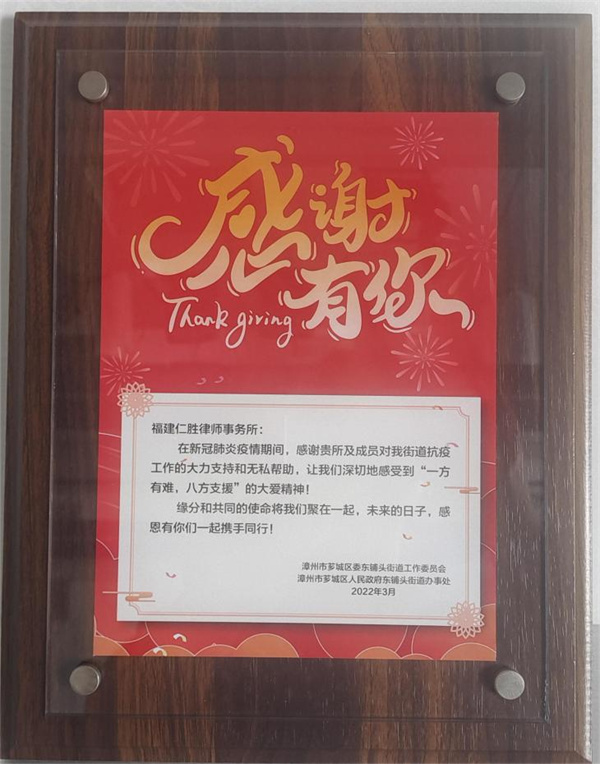 感谢
有你
Thank giving
福建仁胜律师事务所：
在新冠肺炎疫情期间，感谢贵所及成员对我街道抗疫
工作的大力支持和无私帮助，让我们深切地感受到“一方
有难，八方支援”的大爱精神！
缘分和共同的使命将我们聚在一起，未来的日子，感
恩有你们一起携手同行！
漳州市芗城区委东铺头街道工作委员会
漳州市芗城区人民政府东铺头街道办事处
2022年3月